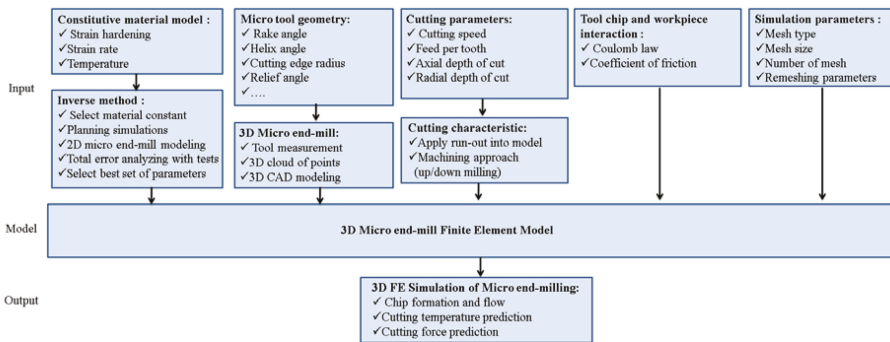 Input
Constitutive material model :
✓ Strain hardening
✓Strain rate
✓Temperature
Inverse method :
✓ Select material constant
✓Planning simulations
✓2D micro end-mill modeling
✓Total error analyzing with tests
✓Select best set of parameters
Micro tool geometry:
✓ Rake angle
✓ Helix angle
✓Cutting edge radius
✓Relief angle
✓….
3D Micro end-mill:
✓ Tool measurement
✓3D cloud of points
✓3D CAD modeling
Cutting parameters:
✓ Cutting speed
✓Feed per tooth
✓Axial depth of cut
✓Radial depth of cut
Cutting characteristic:
✓Apply run-out into model
✓Machining approach
(up/down milling)
Tool chip and workpiece
interaction :
✓ Coulomb law
✓Coefficient of friction
Simulation parameters:
✓ Mesh type
✓Mesh size
✓Number of mesh
✓Remeshing parameters
Model
3D Micro end-mill Finite Element Model
Output
3D FE Simulation of Micro end-milling:
✓ Chip formation and flow
✓Cutting temperature prediction
✓Cutting force prediction